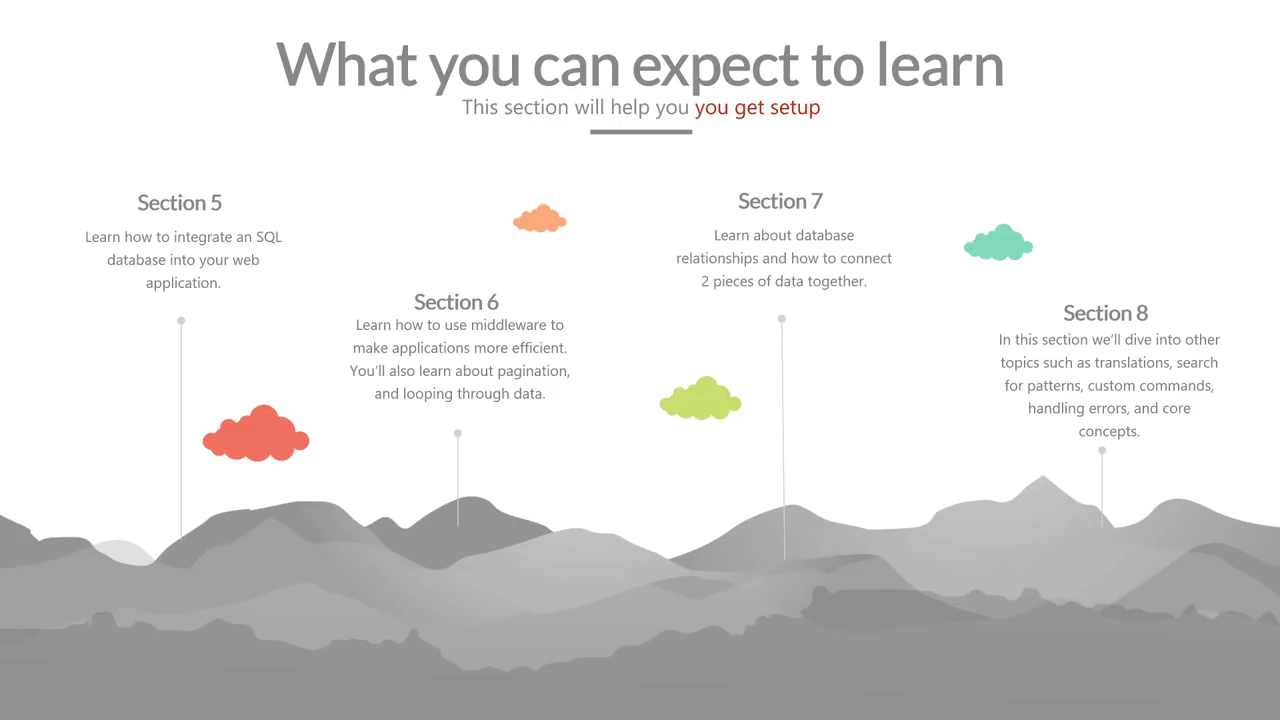 What you can expect to learn
This section will help you you get setup
Section 5
Learn how to integrate an SQL
database into your web
application.
Section 6
Learn how to use middleware to
make applications more efficient.
You'll also learn about pagination,
and looping through data.
Section 7
Learn about database
relationships and how to connect
2 pieces of data together.
Section 8
In this section we'll dive into other
topics such as translations, search
for patterns, custom commands,
handling errors, and core
concepts.